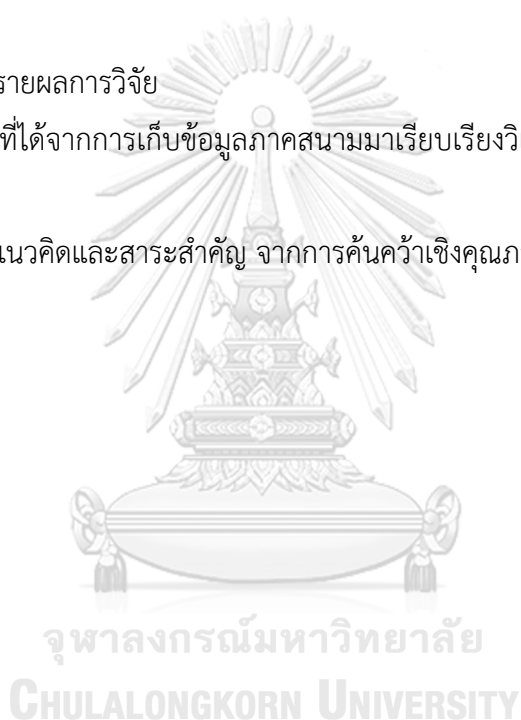 รายผลการวิจัย
ที่ได้จากการเก็บข้อมูลภาคสนามมาเรียบเรียงวิ
แนวคิดและสาระสำคัญ จากการค้นคว้าเชิงคุณภ
จุฬาลงกรณ์มหาวิทยาลัย
CHULALONGKORN UNIVERSITY